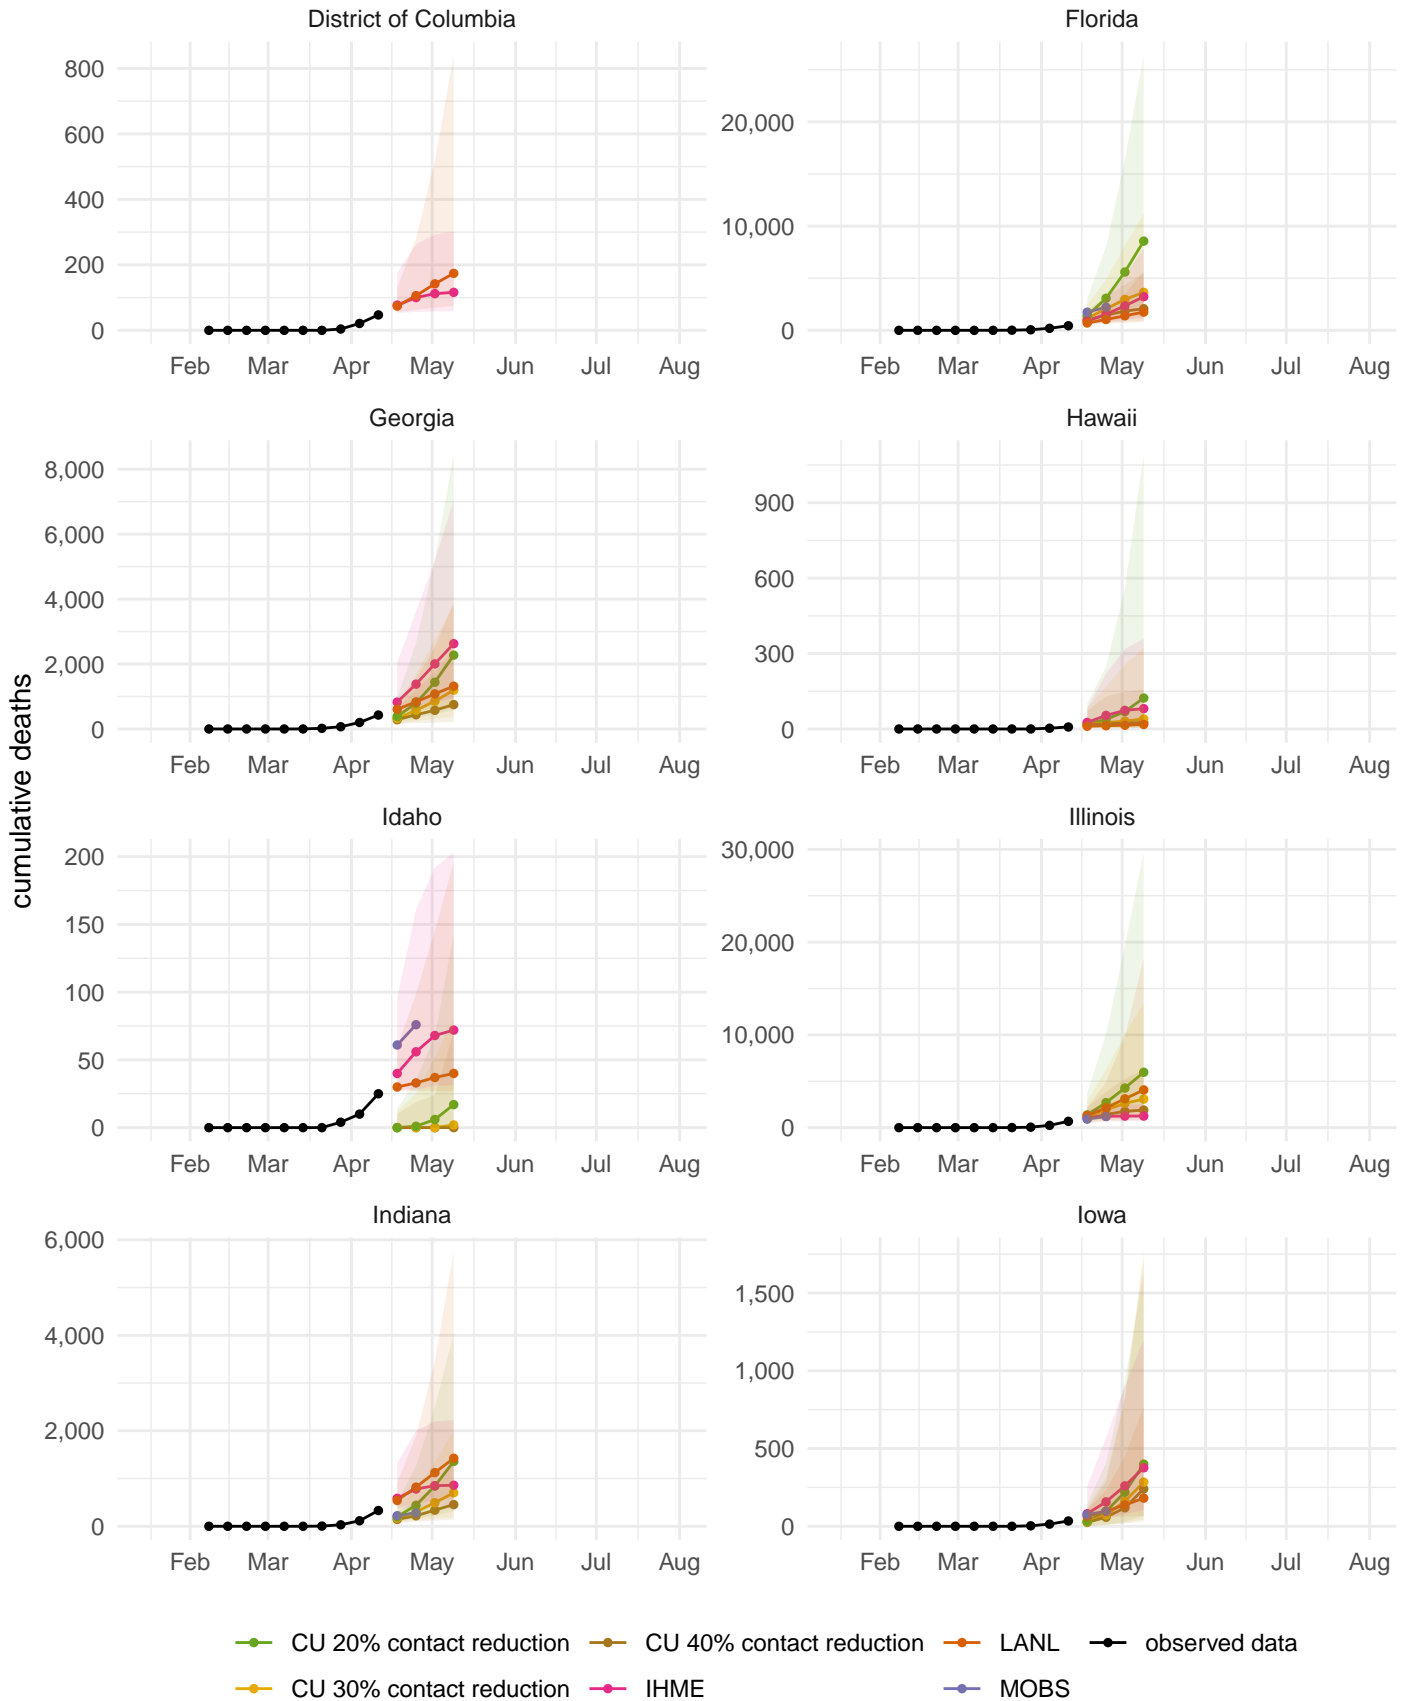 District of Columbia
Florida
800
600
400
200
0
20,000
10,000
0
Feb Mar Apr May Jun Jul Aug
Feb Mar Apr May Jun Jul Aug
Georgia
Hawaii
8,000
6,000
4,000
2,000
0
900
600
300
0
Feb Mar Apr May Jun Jul Aug
Feb Mar Apr May Jun Jul Aug
cumulative deaths
Idaho
Illinois
200
150
100
50
0
30,000
20,000
10,000
0
Feb Mar Apr May Jun Jul Aug
Feb Mar Apr May Jun Jul Aug
Indiana
Iowa
6,000
4,000
2,000
0
1,500
1,000
500
0
Feb Mar Apr May Jun Jul Aug
Feb Mar Apr May Jun Jul Aug
CU 20% contact reduction CU 40% contact reduction LANL observed data
CU 30% contact reduction IHME MOBS